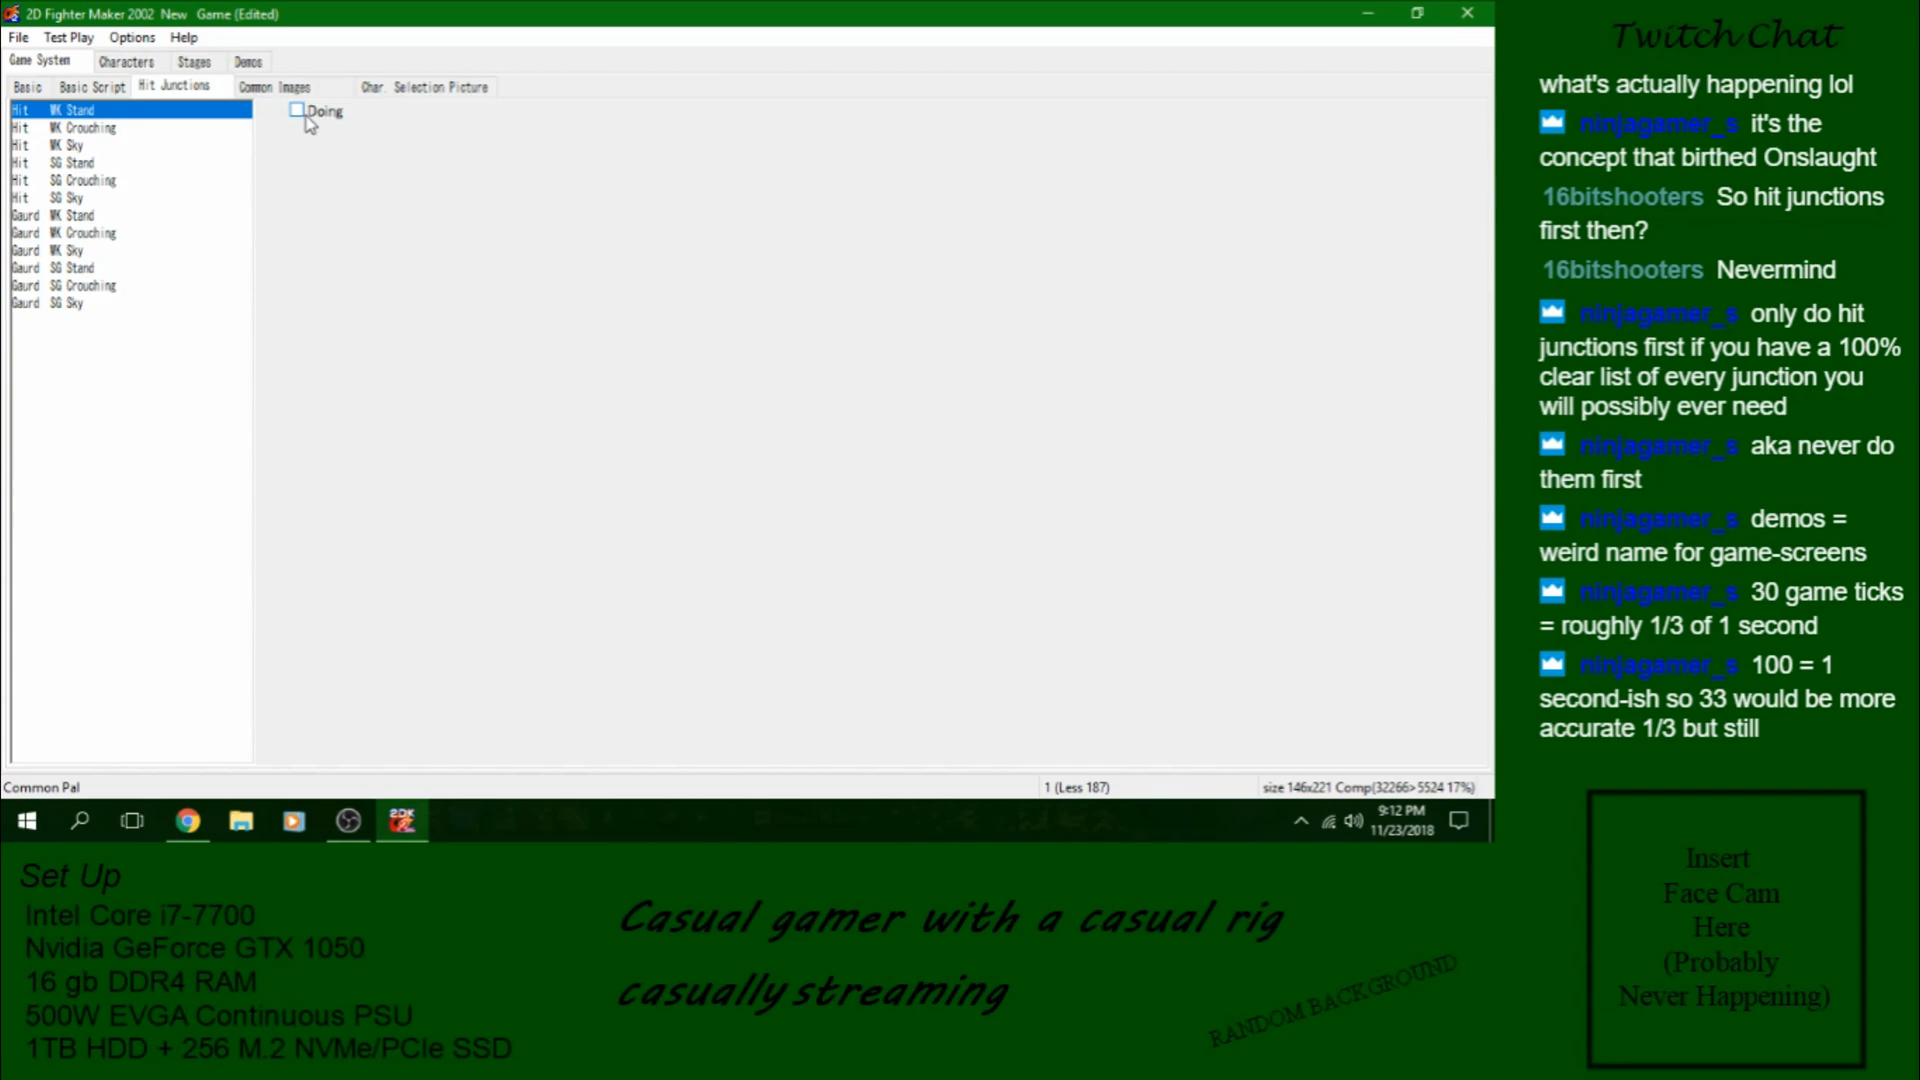 2D Fighter Maker 2002  New  Game (Edited)
File Test Play Options Help
Game System Characters Stages Demos
Basic Basic Script Hit Junctions Common Images Char. Selection Picture
Hit WK Stand
Hit WK Crouching
Hit WK Sky
Hit SG Stand
Hit SG Crouching
Hit SG Sky
Gaurd WK Stand
Gaurd WK Crouching
Gaurd WK Sky
Gaurd SG Stand
Gaurd SG Crouching
Gaurd SG Sky
Doing
Common Pal
1 (Less 187)
size 146x221 Comp(32266>5524 17%)
9:12 PM
11/23/2018
Twitch Chat
what's actually happening lol
ninjagamer_s it's the
concept that birthed Onslaught
16bitshooters So hit junctions
first then?
16bitshooters Nevermind
ninjagamer_s only do hit
junctions first if you have a 100%
clear list of every junction you
will possibly ever need
ninjagamer_s aka never do
them first
ninjagamer_s demos =
weird name for game-screens
ninjagamer_s 30 game ticks
= roughly 1/3 of 1 second
ninjagamer_s 100 = 1
second-ish so 33 would be more
accurate 1/3 but still
Set Up
Intel Core i7-7700
Nvidia GeForce GTX 1050
16 gb DDR4 RAM
500W EVGA Continuous PSU
1TB HDD + 256 M.2 NVMe/PCIe SSD
Casual gamer with a casual rig
casually streaming
RANDOM BACKGROUND
Insert
Face Cam
Here
(Probably
Never Happening)